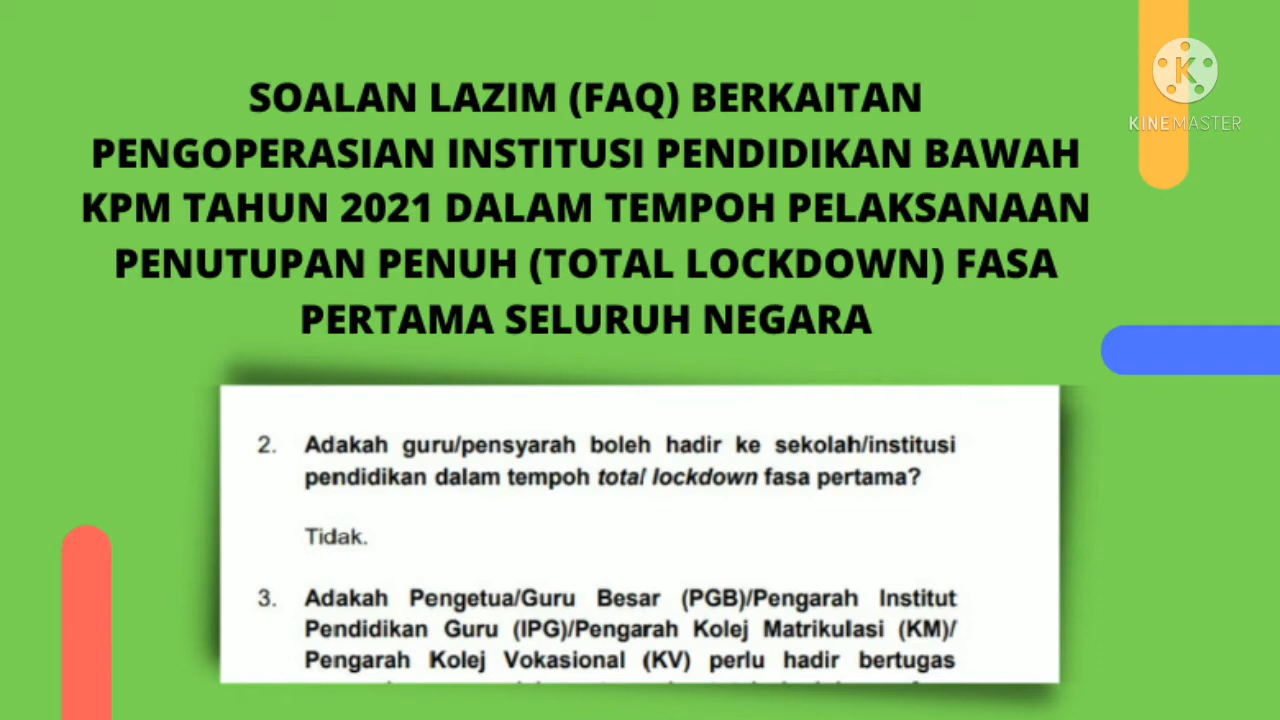 SOALAN LAZIM (FAQ) BERKAITAN
PENGOPERASIAN INSTITUSI PENDIDIKAN BAWAH
KPM TAHUN 2021 DALAM TEMPOH PELAKSANAAN
PENUTUPAN PENUH (TOTAL LOCKDOWN) FASA
PERTAMA SELURUH NEGARA
K
KINEMASTER
2. Adakah guru/pensyarah boleh hadir ke sekolah/institusi
pendidikan dalam tempoh total lockdown fasa pertama?
Tidak.
3. Adakah Pengetua/Guru Besar (PGB)/Pengarah Institut
Pendidikan Guru (IPG)/Pengarah Kolej Matrikulasi (KM)/
Pengarah Kolej Vokasional (KV) perlu hadir bertugas